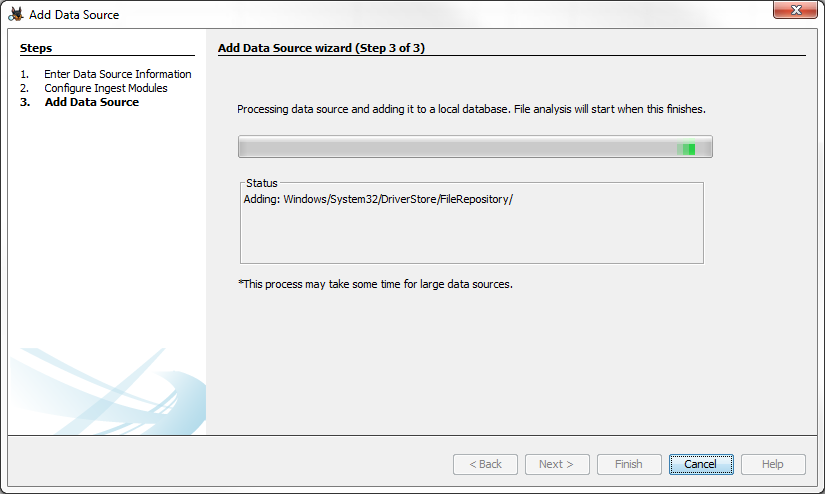 Add Data Source
Steps
1. Enter Data Source Information
2. Configure Ingest Modules
3. Add Data Source
Add Data Source wizard (Step 3 of 3)
Processing data source and adding it to a local database. File analysis will start when this finishes.
Status
Adding: Windows/System32/DriverStore/FileRepository/
*This process may take some time for large data sources.
< Back Next > Finish Cancel Help